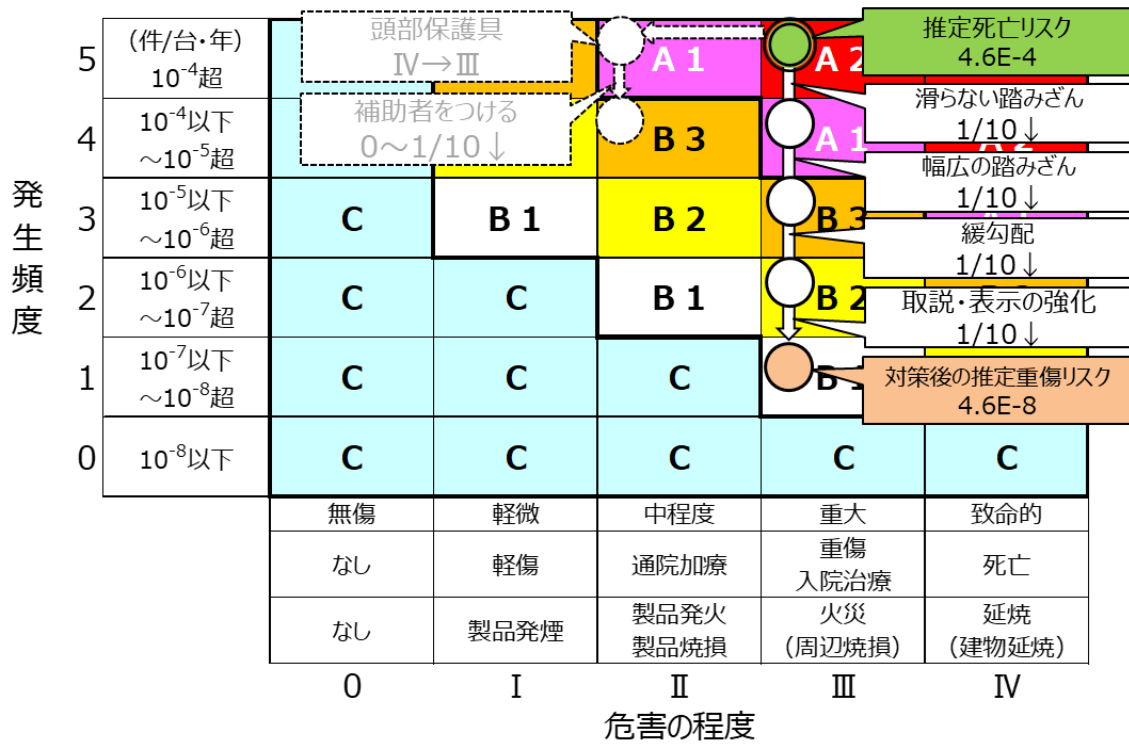 発生頻度
5
(件/台・年)
10⁻⁴超
頭部保護具
Ⅳ→Ⅲ
A 1
A 2
推定死亡リスク
4.6E-4
4
10⁻⁴以下
～10⁻⁵超
補助者をつける
0～1/10↓
B 3
A 1
A 2
滑らない踏みざん
1/10↓
3
10⁻⁵以下
～10⁻⁶超
C
B 1
B 2
B 3
A 1
幅広の踏みざん
1/10↓
緩勾配
1/10↓
2
10⁻⁶以下
～10⁻⁷超
C
C
B 1
B 2
取説・表示の強化
1/10↓
1
10⁻⁷以下
～10⁻⁸超
C
C
C
B 1
対策後の推定重傷リスク
4.6E-8
0
10⁻⁸以下
C
C
C
C
C
無傷
軽微
中程度
重大
致命的
なし
軽傷
通院加療
重傷
入院治療
死亡
なし
製品発煙
製品発火
製品焼損
火災
(周辺焼損)
延焼
(建物延焼)
0
Ⅰ
Ⅱ
Ⅲ
Ⅳ
危害の程度